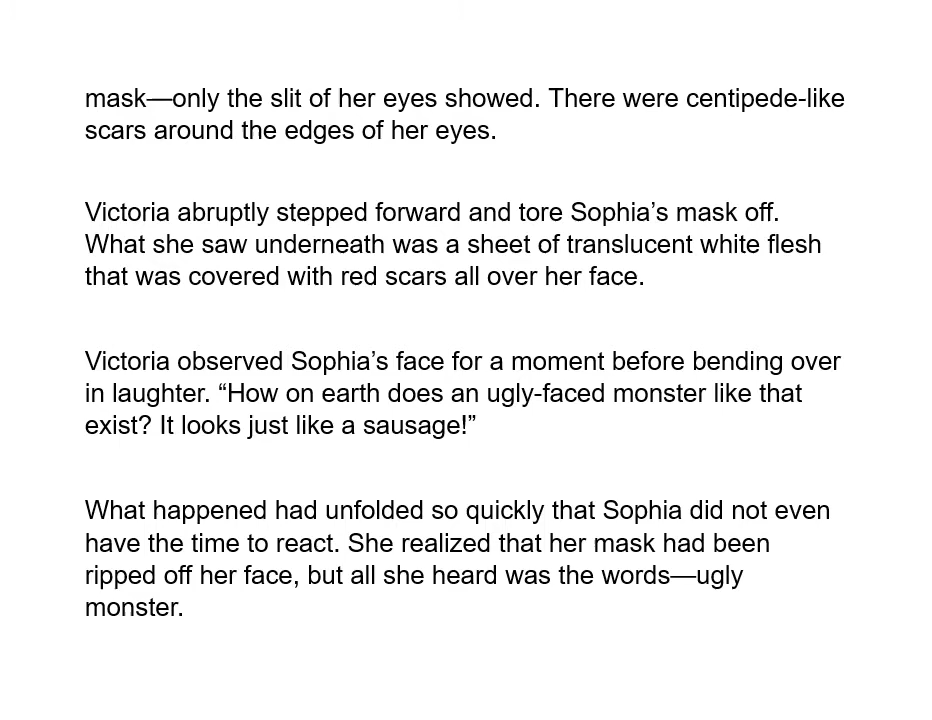 mask—only the slit of her eyes showed. There were centipede-like
scars around the edges of her eyes.
Victoria abruptly stepped forward and tore Sophia’s mask off.
What she saw underneath was a sheet of translucent white flesh
that was covered with red scars all over her face.
Victoria observed Sophia’s face for a moment before bending over
in laughter. “How on earth does an ugly-faced monster like that
exist? It looks just like a sausage!”
What happened had unfolded so quickly that Sophia did not even
have the time to react. She realized that her mask had been
ripped off her face, but all she heard was the words—ugly
monster.